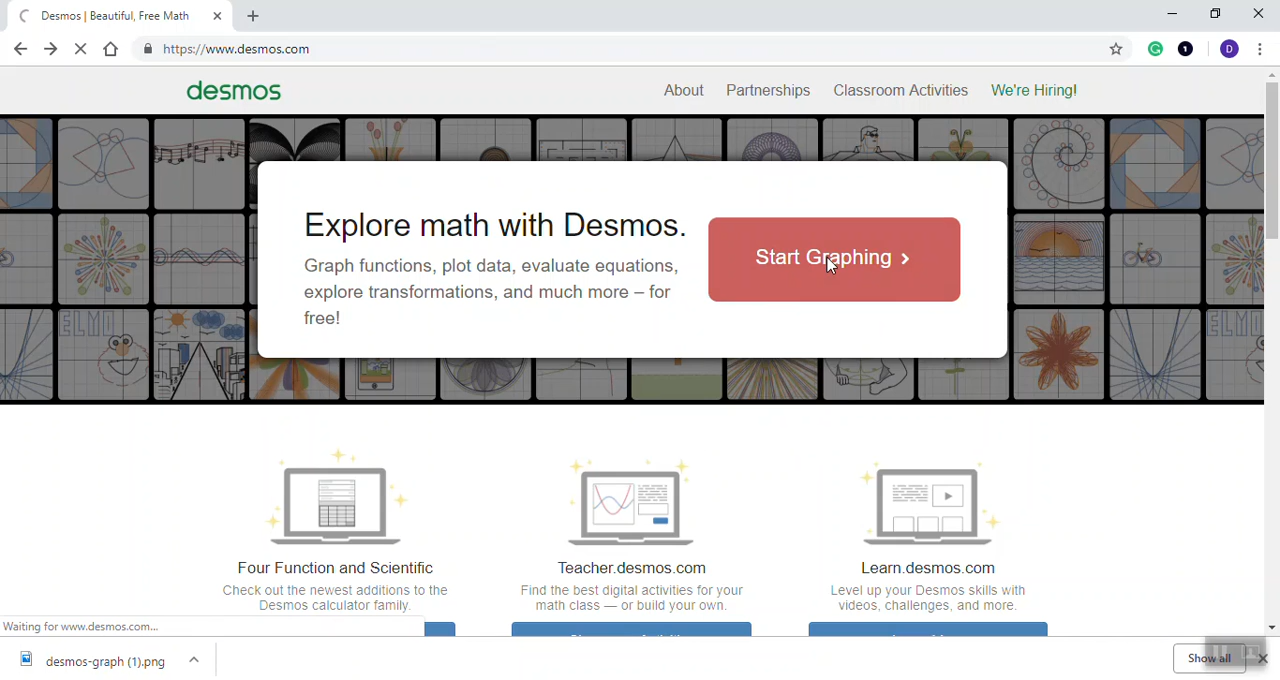 Desmos | Beautiful, Free Math
https://www.desmos.com
D
desmos
About Partnerships Classroom Activities We're Hiring!
Explore math with Desmos.
Graph functions, plot data, evaluate equations,
explore transformations, and much more – for
free!
Start Graphing
ELMO
ELMO
Four Function and Scientific
Check out the newest additions to the
Desmos calculator family.
Teacher.desmos.com
Find the best digital activities for your
math class — or build your own.
Learn.desmos.com
Level up your Desmos skills with
videos, challenges, and more.
Waiting for www.desmos.com...
desmos-graph (1).png
Show all